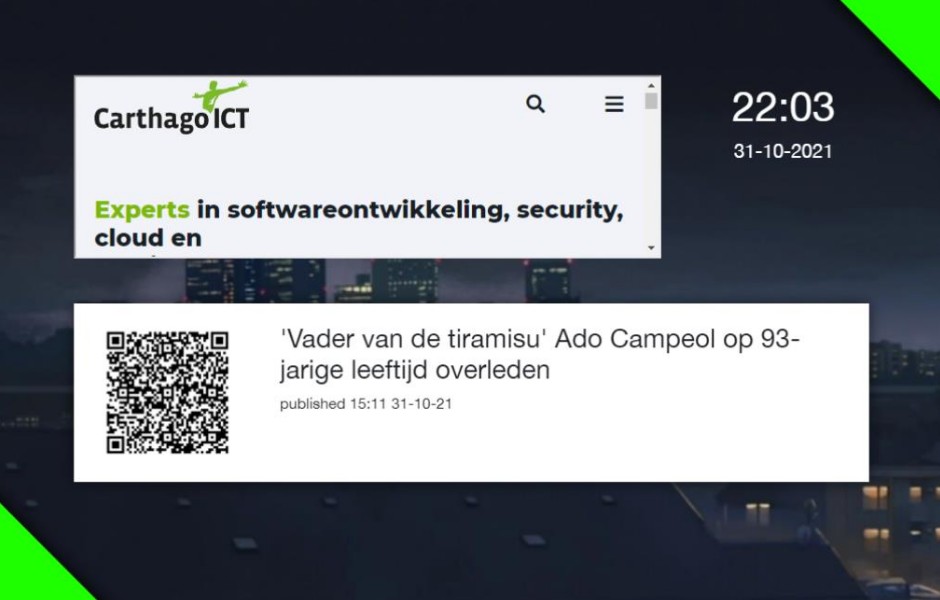 Carthago ICT
22:03
31-10-2021
Experts in softwareontwikkeling, security,
cloud en
'Vader van de tiramisu' Ado Campeol op 93-
jarige leeftijd overleden
published 15:11 31-10-21